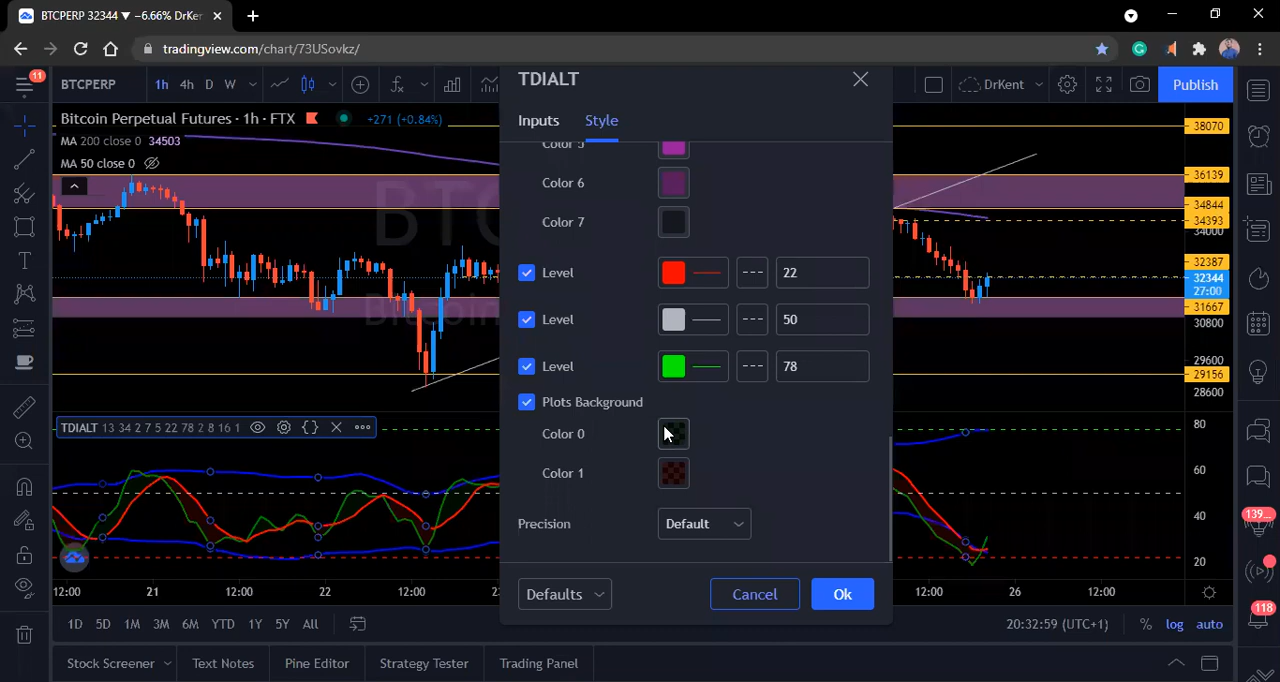 BTCPERP 32344 ▼ −6.66% DrKer
tradingview.com/chart/73USovkz/
11
BTCPERP
1h 4h D W
DrKent
Publish
TDIALT
Inputs
Style
Bitcoin Perpetual Futures · 1h · FTX
+271 (+0.84%)
MA 200 close 0 34503
MA 50 close 0
Color 5
Color 6
Color 7
Level
22
Level
50
Level
78
Plots Background
Color 0
Color 1
Precision
Default
Defaults
Cancel
Ok
38070
36139
34844
34393
34000
32387
32344
27:00
31667
30800
29600
29156
28600
TDIALT 13 34 2 7 5 22 78 2 8 16 1
80
60
40
20
12:00
21
12:00
22
12:00
12:00
26
12:00
1D 5D 1M 3M 6M YTD 1Y 5Y All
20:32:59 (UTC+1)
%
log
auto
Stock Screener
Text Notes
Pine Editor
Strategy Tester
Trading Panel
139...
118